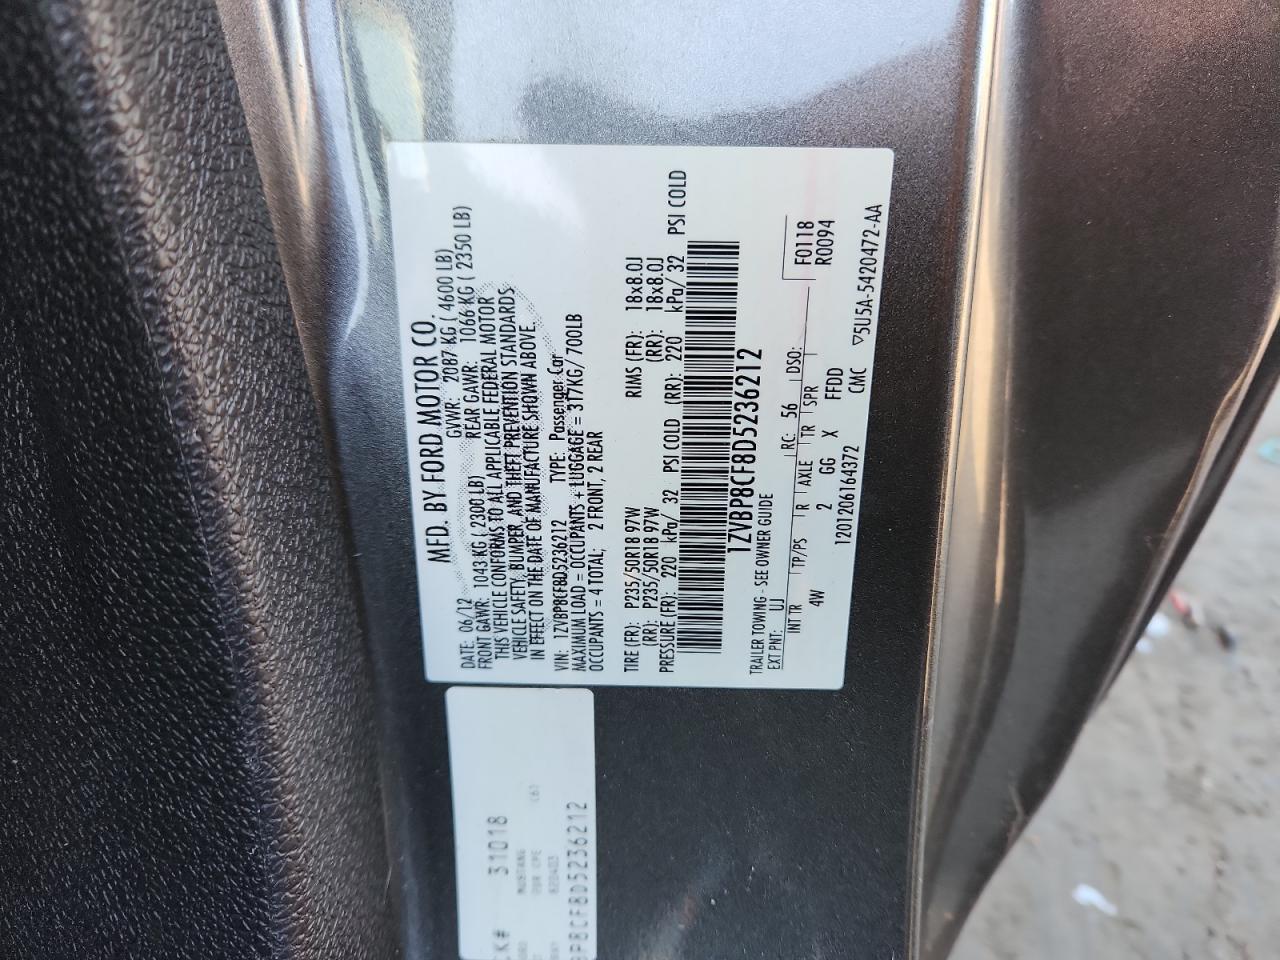 MFD. BY FORD MOTOR CO.
DATE: 06/12 GVWR: 2087 KG ( 4600 LB)
FRONT GAWR: 1043 KG ( 2300 LB) REAR GAWR: 1066 KG ( 2350 LB)
THIS VEHICLE CONFORMS TO ALL APPLICABLE FEDERAL MOTOR
VEHICLE SAFETY, BUMPER, AND THEFT PREVENTION STANDARDS
IN EFFECT ON THE DATE OF MANUFACTURE SHOWN ABOVE.
VIN: 1ZVBP8CF8D5236212 TYPE: Passenger Car
MAXIMUM LOAD = OCCUPANTS + LUGGAGE = 317KG/700LB
OCCUPANTS = 4 TOTAL; 2 FRONT, 2 REAR
TIRE (FR): P235/50R18 97W RIMS (FR): 18x8.0J
(RR): P235/50R18 97W (RR): 18x8.0J
PRESSURE (FR): 220 kPa/ 32 PSI COLD (RR): 220 kPa/ 32 PSI COLD
1ZVBP8CF8D5236212
TRAILER TOWING - SEE OWNER GUIDE F0118
EXT PNT: UJ RC: 56 DSO: R0094
INT TR TP/PS R AXLE TR SPR
4W 2 GG X FFDD
1201206164372 CMC ▽5U5A-5420472-AA
CK# 31018
MUSTANG
CPE
820403
BP8CF8D5236212